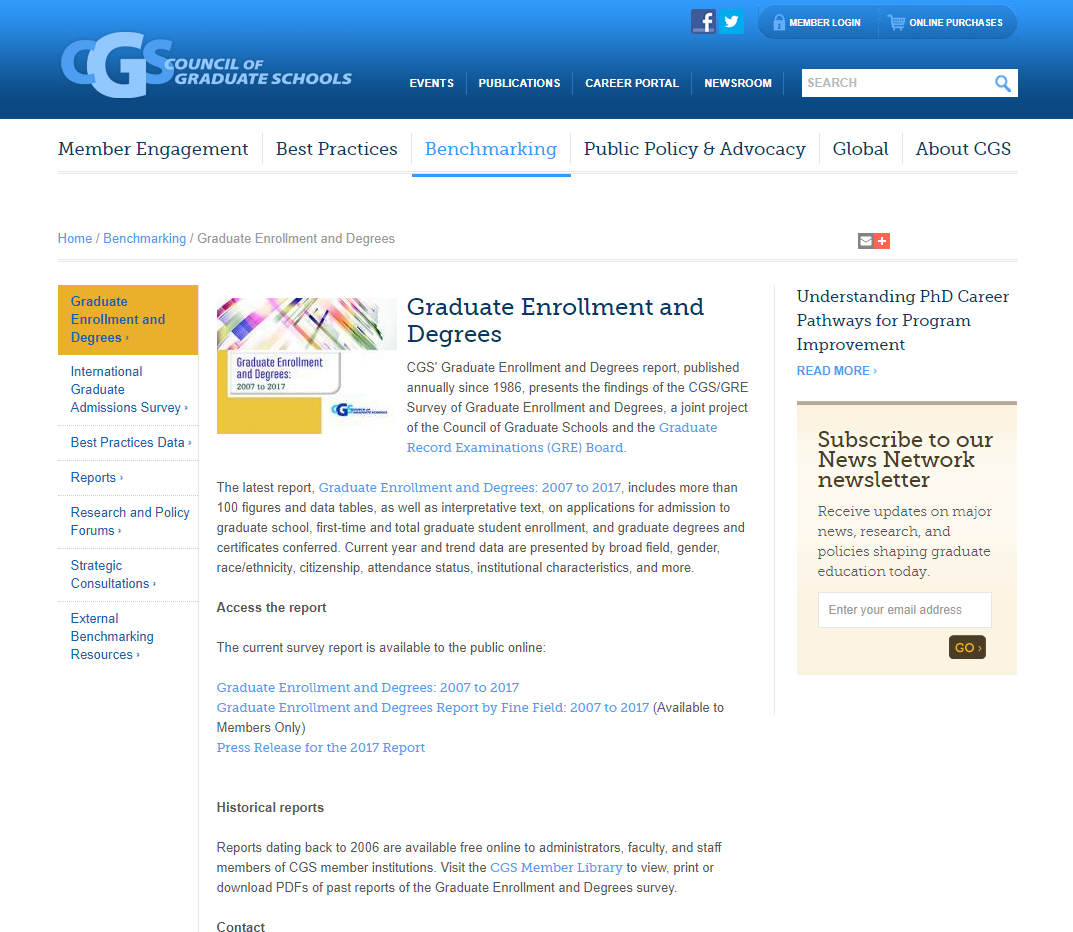 MEMBER LOGIN
ONLINE PURCHASES
CGS
COUNCIL OF
GRADUATE SCHOOLS
EVENTS
PUBLICATIONS
CAREER PORTAL
NEWSROOM
SEARCH
Member Engagement
Best Practices
Benchmarking
Public Policy & Advocacy
Global
About CGS
Home / Benchmarking / Graduate Enrollment and Degrees
Graduate
Enrollment and
Degrees ›
International
Graduate
Admissions Survey ›
Best Practices Data ›
Reports ›
Research and Policy
Forums ›
Strategic
Consultations ›
External
Benchmarking
Resources ›
Graduate Enrollment
and Degrees:
2007 to 2017
CGS COUNCIL OF
GRADUATE SCHOOLS
Graduate Enrollment and
Degrees
CGS' Graduate Enrollment and Degrees report, published
annually since 1986, presents the findings of the CGS/GRE
Survey of Graduate Enrollment and Degrees, a joint project
of the Council of Graduate Schools and the Graduate
Record Examinations (GRE) Board.
The latest report, Graduate Enrollment and Degrees: 2007 to 2017, includes more than
100 figures and data tables, as well as interpretative text, on applications for admission to
graduate school, first-time and total graduate student enrollment, and graduate degrees and
certificates conferred. Current year and trend data are presented by broad field, gender,
race/ethnicity, citizenship, attendance status, institutional characteristics, and more.
Access the report
The current survey report is available to the public online:
Graduate Enrollment and Degrees: 2007 to 2017
Graduate Enrollment and Degrees Report by Fine Field: 2007 to 2017 (Available to
Members Only)
Press Release for the 2017 Report
Historical reports
Reports dating back to 2006 are available free online to administrators, faculty, and staff
members of CGS member institutions. Visit the CGS Member Library to view, print or
download PDFs of past reports of the Graduate Enrollment and Degrees survey.
Contact
Understanding PhD Career
Pathways for Program
Improvement
READ MORE ›
Subscribe to our
News Network
newsletter
Receive updates on major
news, research, and
policies shaping graduate
education today.
Enter your email address
GO ›